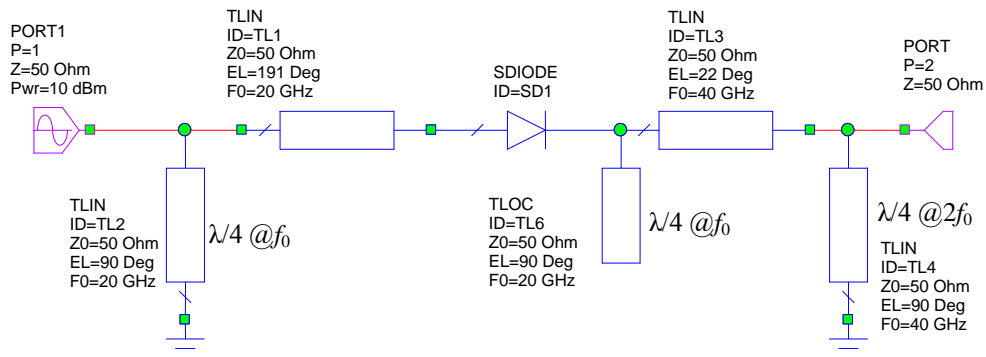 PORT1
P=1
Z=50 Ohm
Pwr=10 dBm
TLIN
ID=TL1
Z0=50 Ohm
EL=191 Deg
F0=20 GHz
SDIODE
ID=SD1
TLIN
ID=TL3
Z0=50 Ohm
EL=22 Deg
F0=40 GHz
PORT
P=2
Z=50 Ohm
TLIN
ID=TL2
Z0=50 Ohm
EL=90 Deg
F0=20 GHz
λ/4 @f₀
TLOC
ID=TL6
Z0=50 Ohm
EL=90 Deg
F0=20 GHz
λ/4 @f₀
λ/4 @2f₀
TLIN
ID=TL4
Z0=50 Ohm
EL=90 Deg
F0=40 GHz